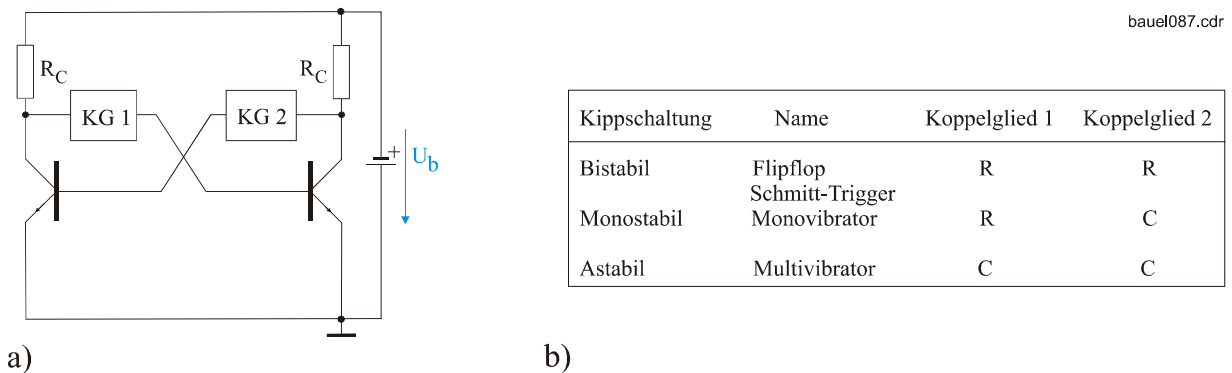 bauel087.cdr
R_C
R_C
KG 1
KG 2
+
U_b
a)
Kippschaltung Name Koppelglied 1 Koppelglied 2
Bistabil Flipflop R R
Schmitt-Trigger
Monostabil Monovibrator R C
Astabil Multivibrator C C
b)